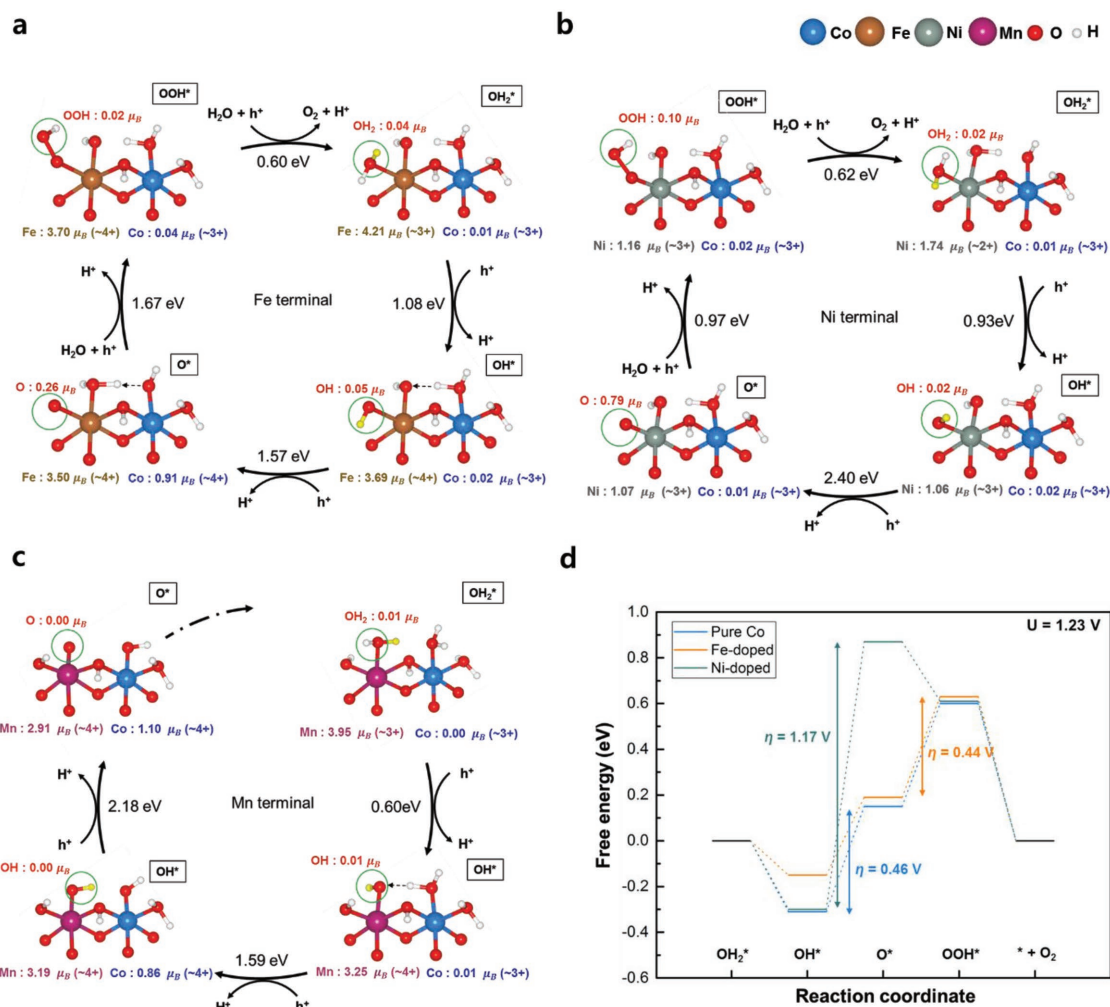 a
OOH*
OH₂*
OOH : 0.02 μB
H₂O + h⁺
O₂ + H⁺
OH₂ : 0.04 μB
0.60 eV
Fe : 3.70 μB (~4+) Co : 0.04 μB (~3+)
Fe : 4.21 μB (~3+) Co : 0.01 μB (~3+)
H⁺
h⁺
1.67 eV
Fe terminal
1.08 eV
H₂O + h⁺
H⁺
O*
OH*
O : 0.26 μB
OH : 0.05 μB
Fe : 3.50 μB (~4+) Co : 0.91 μB (~4+)
1.57 eV
Fe : 3.69 μB (~4+) Co : 0.02 μB (~3+)
H⁺
h⁺
b
Co Fe Ni Mn O H
OOH*
OH₂*
OOH : 0.10 μB
H₂O + h⁺
O₂ + H⁺
OH₂ : 0.02 μB
0.62 eV
Ni : 1.16 μB (~3+) Co : 0.02 μB (~3+)
Ni : 1.74 μB (~2+) Co : 0.01 μB (~3+)
H⁺
h⁺
0.97 eV
Ni terminal
0.93eV
H₂O + h⁺
H⁺
O*
OH*
O : 0.79 μB
OH : 0.02 μB
Ni : 1.07 μB (~3+) Co : 0.01 μB (~3+)
2.40 eV
Ni : 1.06 μB (~3+) Co : 0.02 μB (~3+)
H⁺
h⁺
c
O*
OH₂*
O : 0.00 μB
OH₂ : 0.01 μB
Mn : 2.91 μB (~4+) Co : 1.10 μB (~4+)
Mn : 3.95 μB (~3+) Co : 0.00 μB (~3+)
H⁺
h⁺
2.18 eV
Mn terminal
0.60eV
h⁺
H⁺
OH : 0.00 μB
OH*
OH : 0.01 μB
OH*
Mn : 3.19 μB (~4+) Co : 0.86 μB (~4+)
1.59 eV
Mn : 3.25 μB (~4+) Co : 0.01 μB (~3+)
H⁺
h⁺
d
1.0
0.8
0.6
0.4
0.2
0.0
-0.2
-0.4
-0.6
Free energy (eV)
Pure Co
Fe-doped
Ni-doped
U = 1.23 V
η = 1.17 V
η = 0.44 V
η = 0.46 V
OH₂* OH* O* OOH* * + O₂
Reaction coordinate